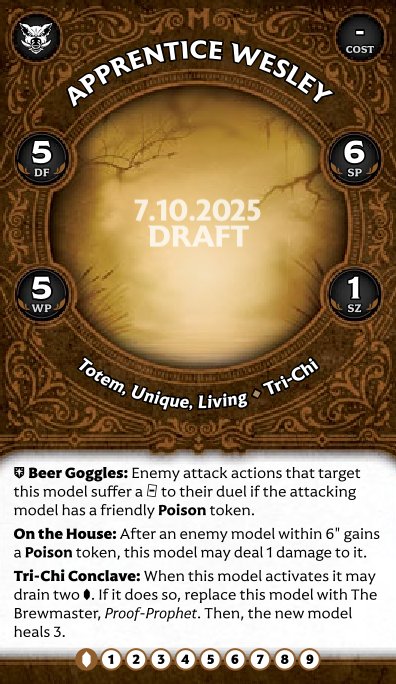 APPRENTICE WESLEY
-
COST
5
DF
6
SP
7.10.2025
DRAFT
5
WP
1
SZ
Totem, Unique, Living ◆ Tri-Chi
Beer Goggles: Enemy attack actions that target
this model suffer a to their duel if the attacking
model has a friendly Poison token.
On the House: After an enemy model within 6" gains
a Poison token, this model may deal 1 damage to it.
Tri-Chi Conclave: When this model activates it may
drain two . If it does so, replace this model with The
Brewmaster, Proof-Prophet. Then, the new model
heals 3.
1 2 3 4 5 6 7 8 9